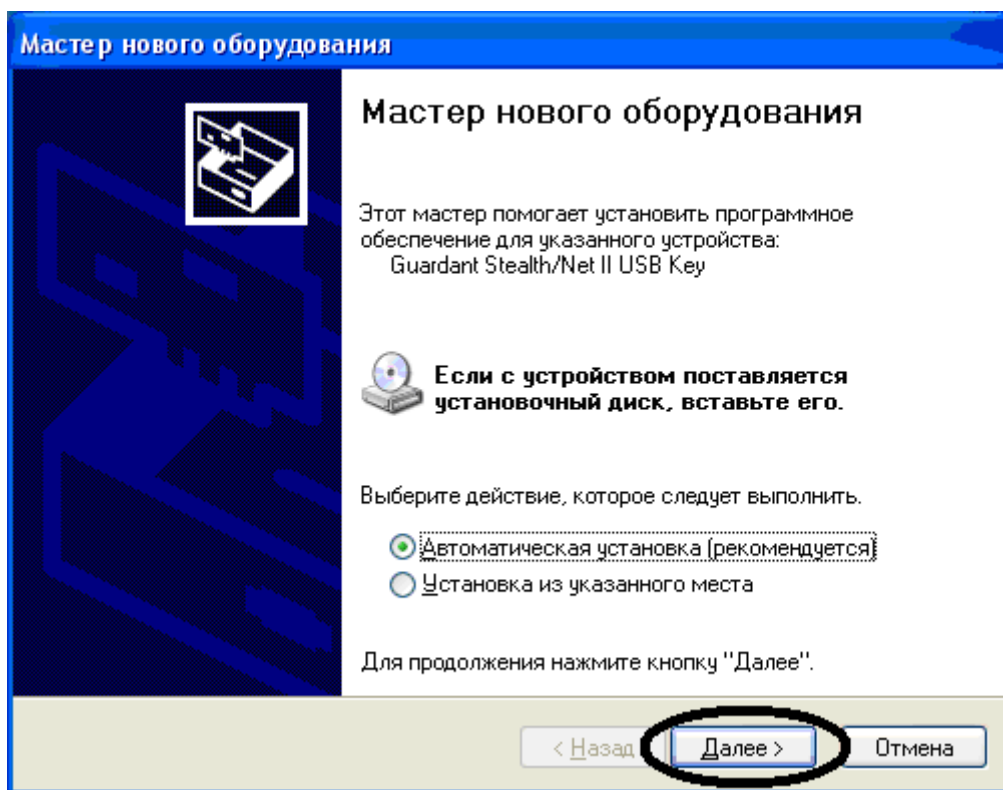 Мастер нового оборудования
Мастер нового оборудования
Этот мастер помогает установить программное
обеспечение для указанного устройства:
Guardant Stealth/Net II USB Key
Если с устройством поставляется
установочный диск, вставьте его.
Выберите действие, которое следует выполнить.
Автоматическая установка (рекомендуется)
Установка из указанного места
Для продолжения нажмите кнопку "Далее".
< Назад Далее > Отмена